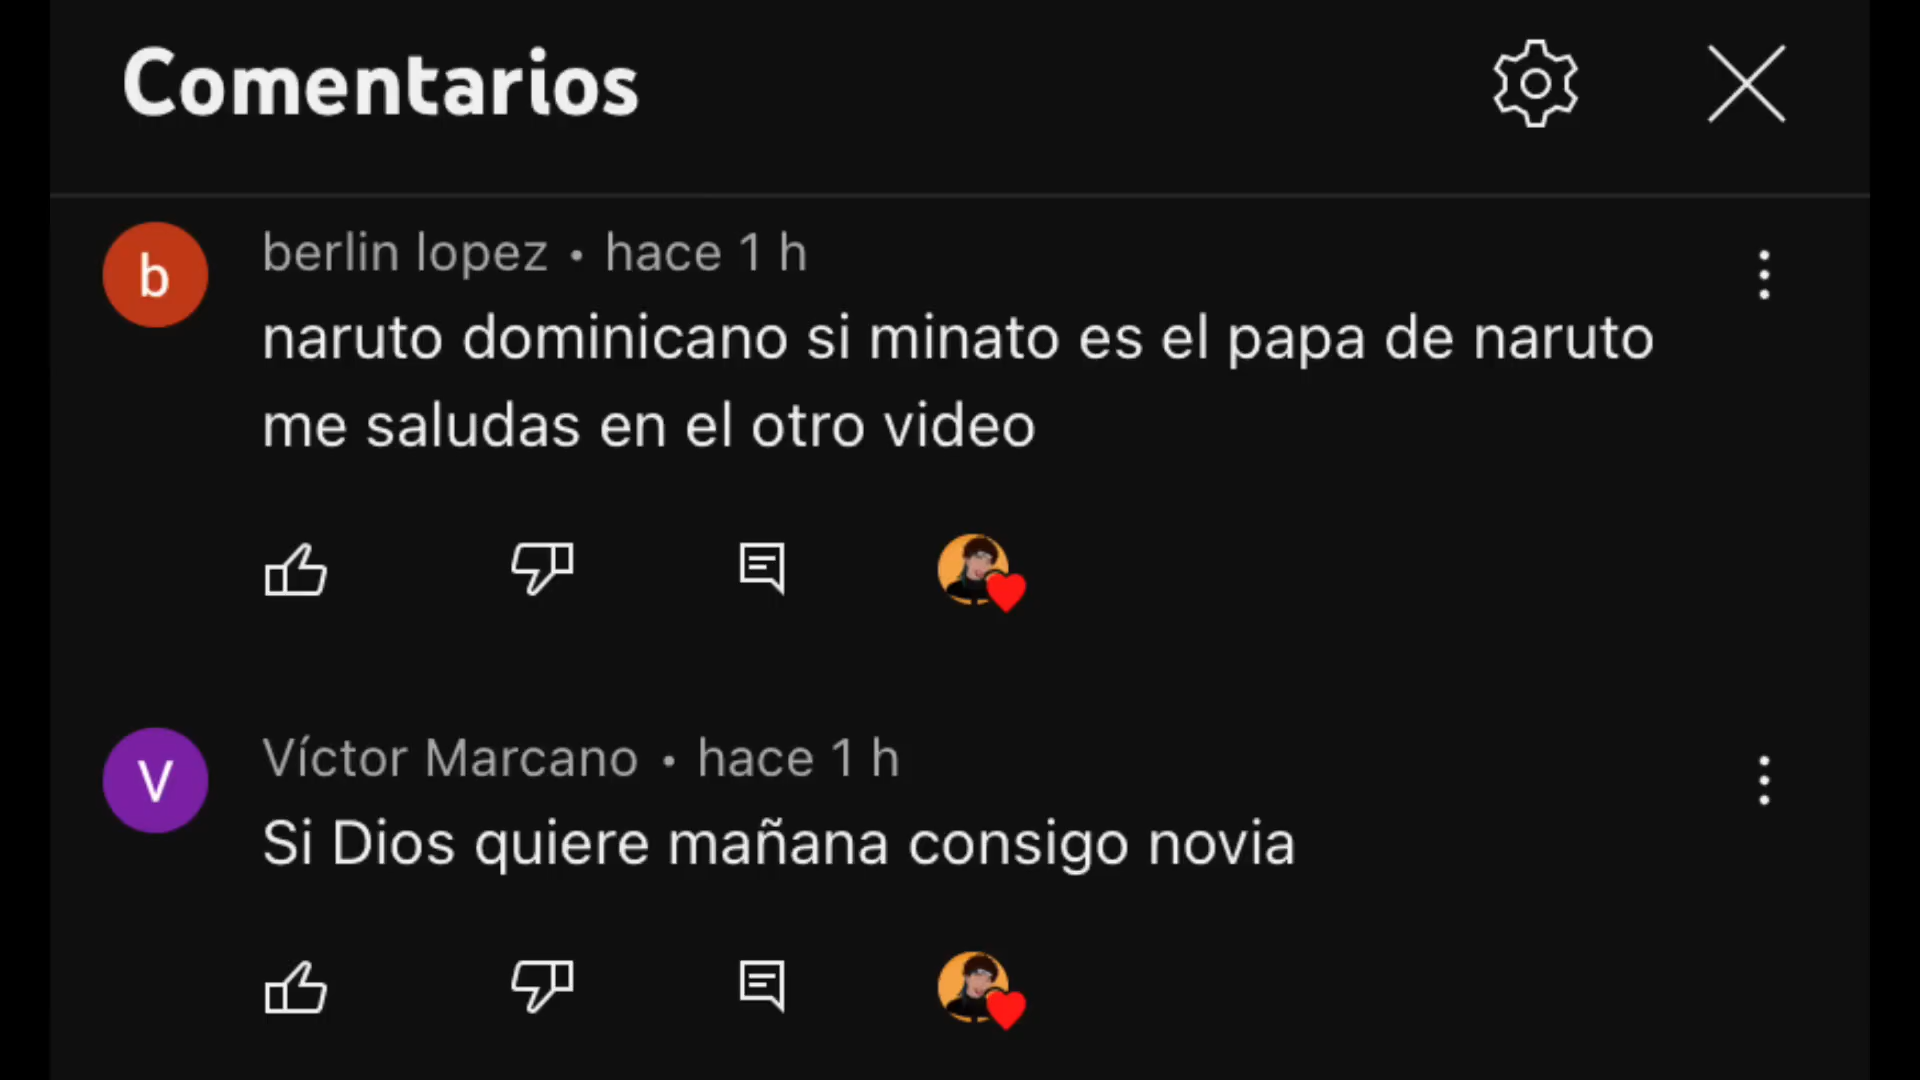 Comentarios
b
berlin lopez • hace 1 h
naruto dominicano si minato es el papa de naruto
me saludas en el otro video
V
Víctor Marcano • hace 1 h
Si Dios quiere mañana consigo novia